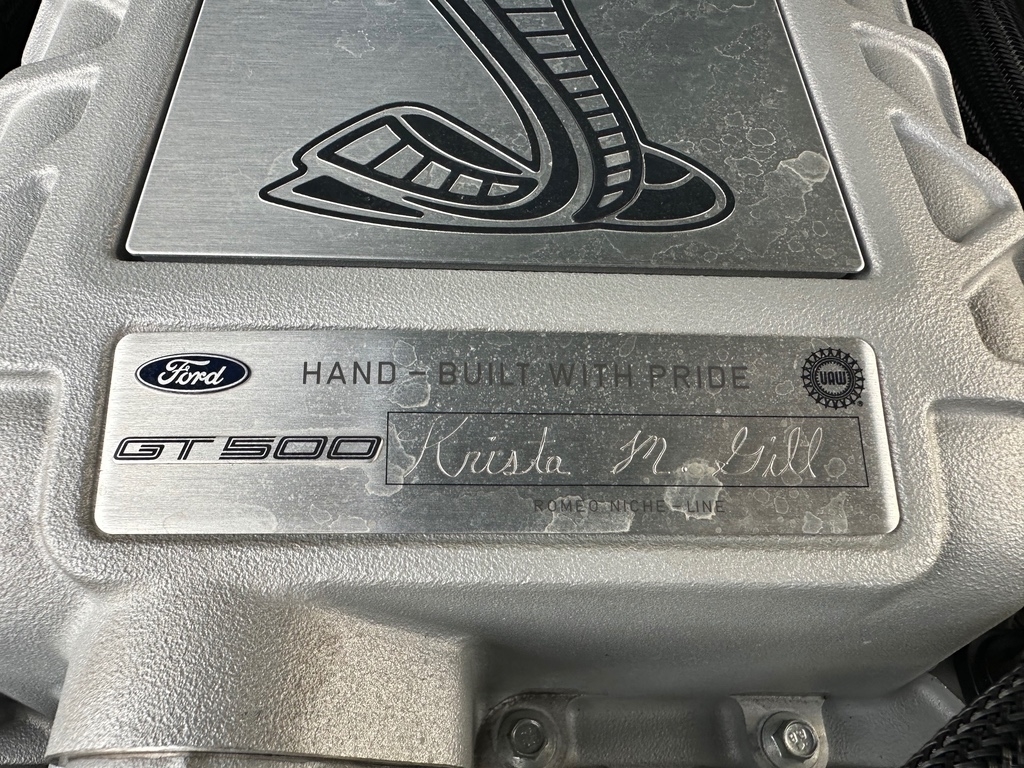 Ford
HAND-BUILT WITH PRIDE
UAW
GT500
Krista M. Gill
ROMEO NICHE-LINE